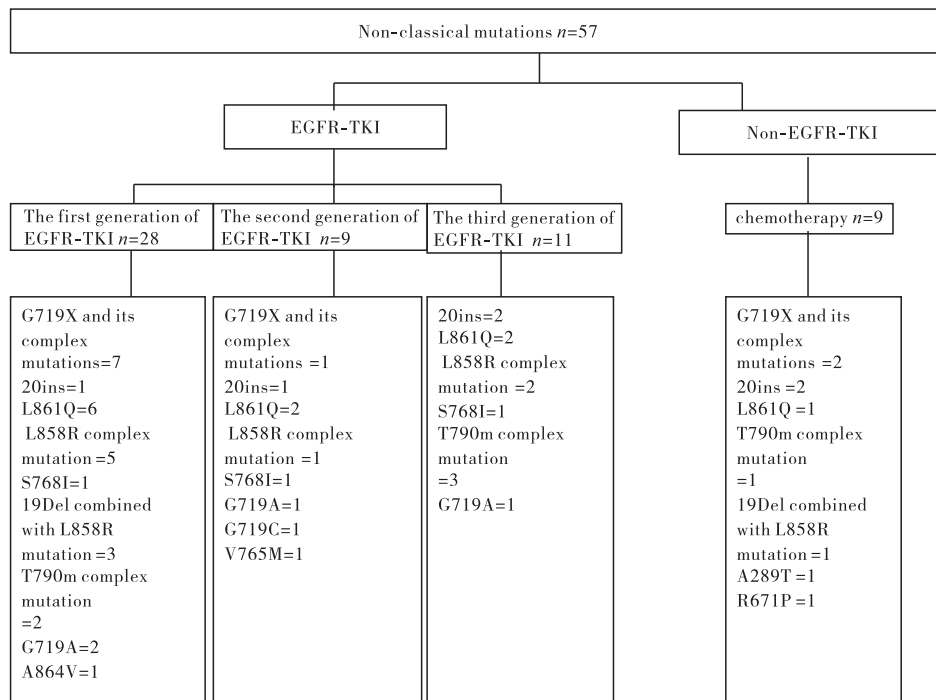 Non-classical mutations n=57
EGFR-TKI
Non-EGFR-TKI
The first generation of
EGFR-TKI n=28
The second generation of
EGFR-TKI n=9
The third generation of
EGFR-TKI n=11
chemotherapy n=9
G719X and its
complex
mutations=7
20ins=1
L861Q=6
L858R complex
mutation =5
S768I=1
19Del combined
with L858R
mutation =3
T790m complex
mutation
=2
G719A=2
A864V=1
G719X and its
complex
mutations =1
20ins=1
L861Q=2
L858R complex
mutation =1
S768I=1
G719A=1
G719C=1
V765M=1
20ins=2
L861Q=2
L858R complex
mutation =2
S768I=1
T790m complex
mutation
=3
G719A=1
G719X and its
complex
mutations =2
20ins =2
L861Q =1
T790m complex
mutation
=1
19Del combined
with L858R
mutation=1
A289T =1
R671P =1